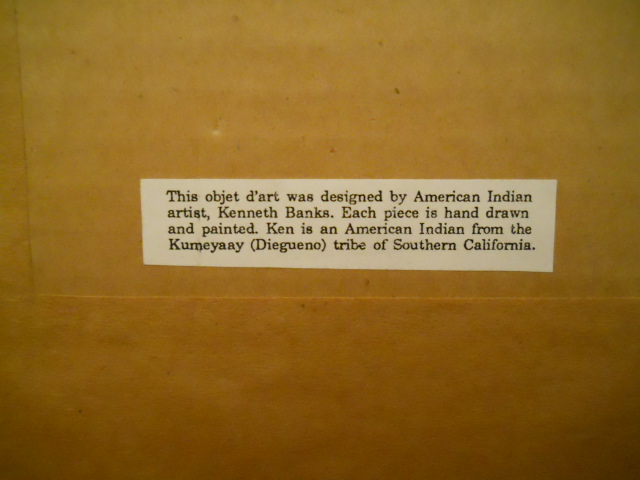 This objet d'art was designed by American Indian
artist, Kenneth Banks. Each piece is hand drawn
and painted. Ken is an American Indian from the
Kumeyaay (Diegueno) tribe of Southern California.